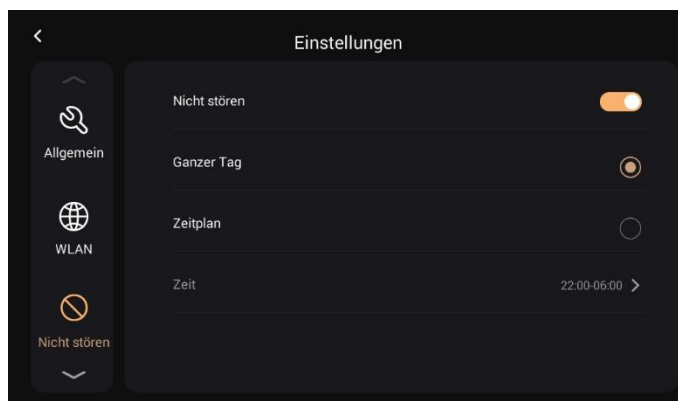 Einstellungen
Allgemein
WLAN
Nicht stören
Nicht stören
Ganzer Tag
Zeitplan
Zeit
22:00-06:00